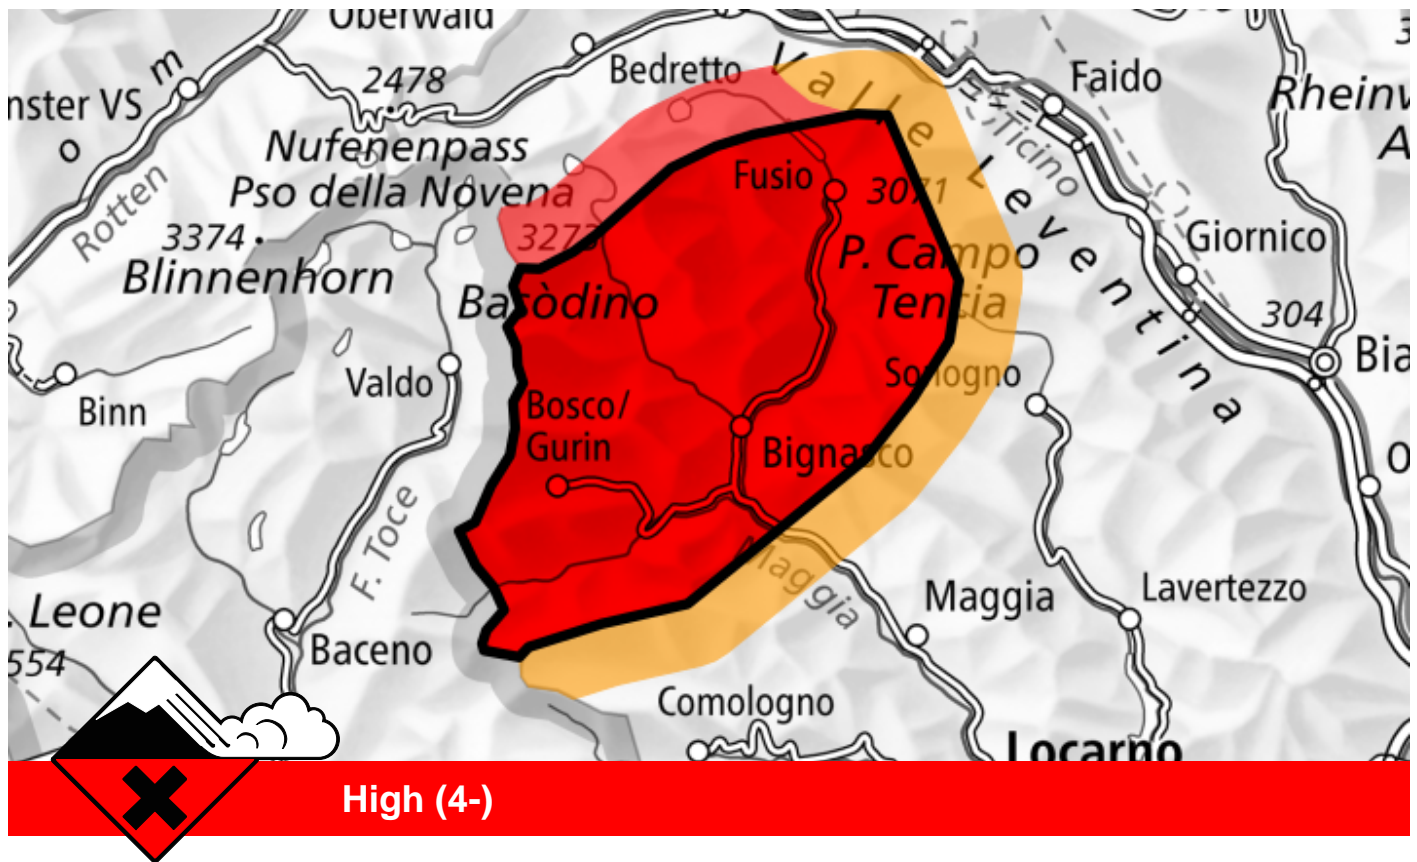 Oberwald
m
2478
Bedretto
Valle Leventina
Faido
nster VS
o
Rotten
Nufenenpass
Pso della Novena
Fusio
3071
Ticino
Rheinw
A
3374
Blinnenhorn
3273
Basòdino
P. Campo
Tencia
Giornico
304
Bia
Binn
Valdo
Bosco/
Gurin
Sonogno
Bignasco
O
F. Toce
Maggia
Maggia
Lavertezzo
. Leone
554
Baceno
Comologno
Locarno
High (4-)